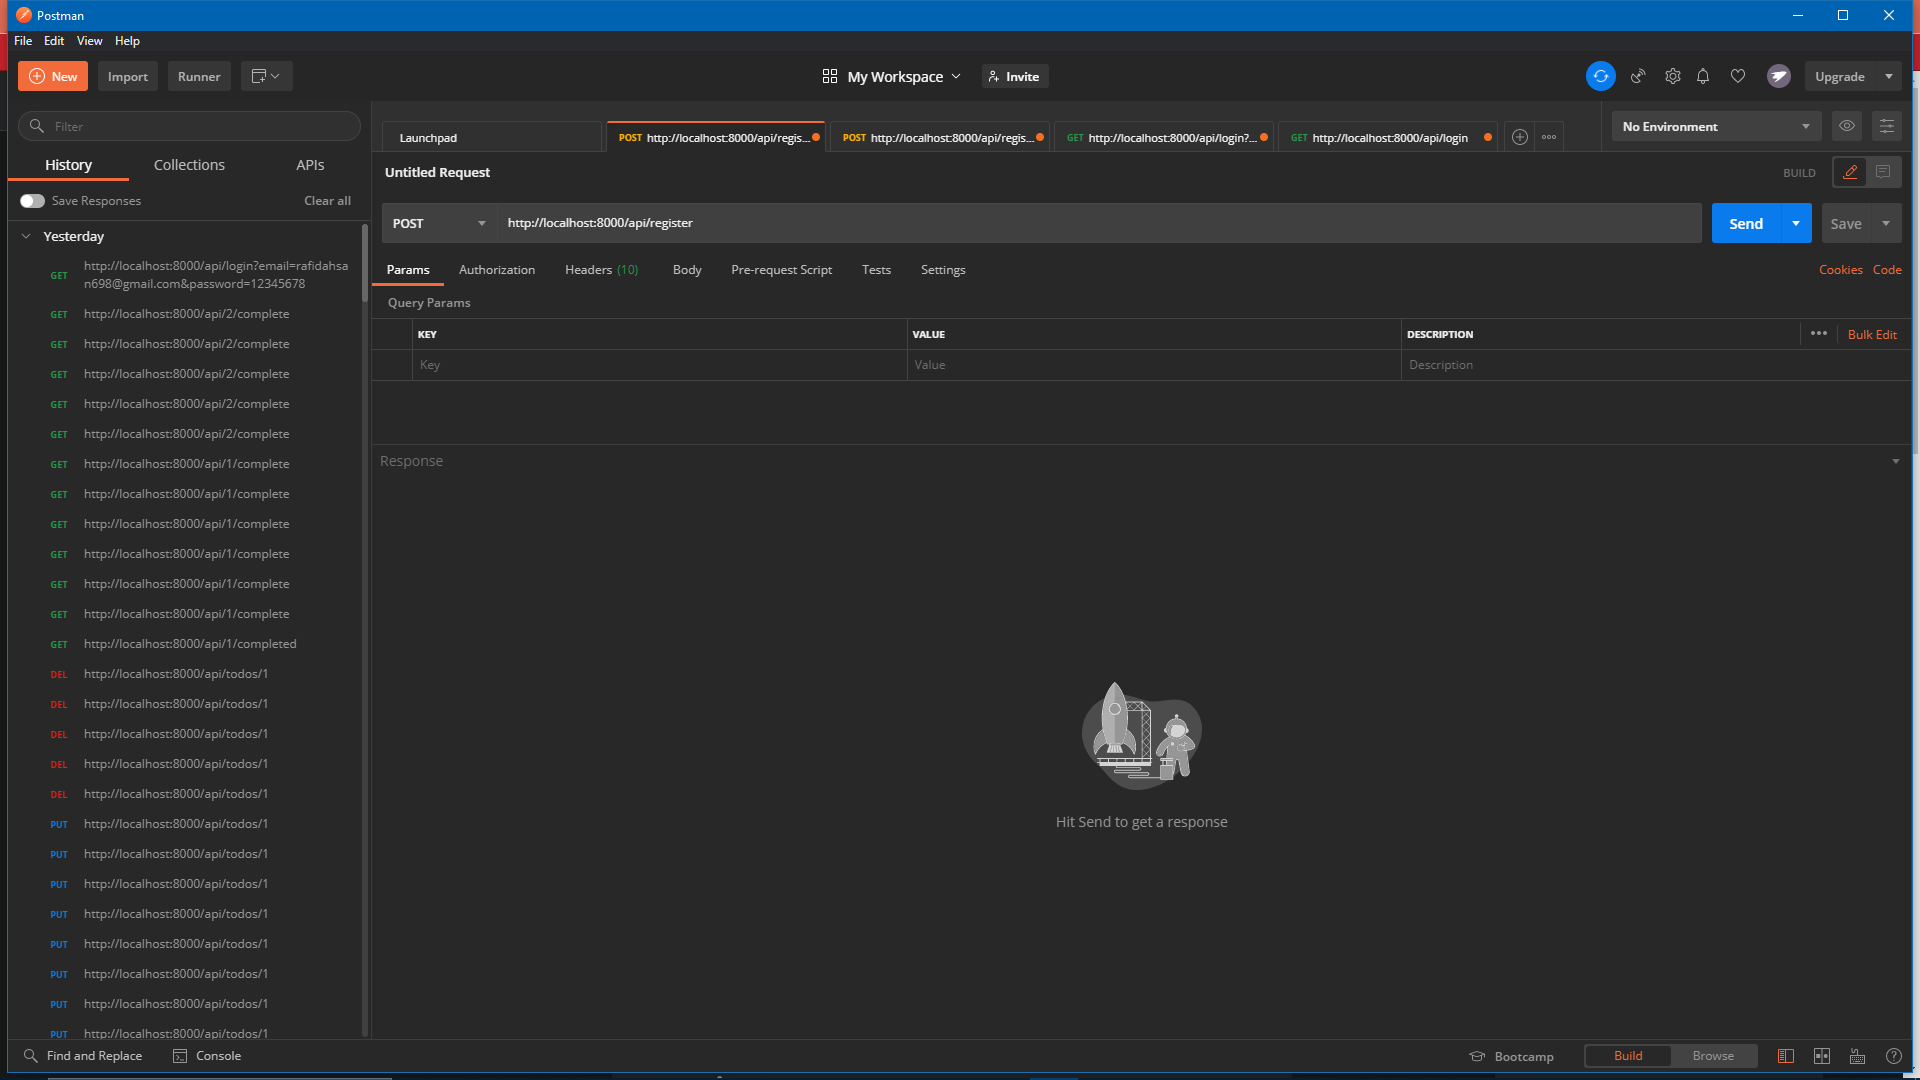 Postman
File Edit View Help
New Import Runner
My Workspace Invite
Upgrade
Filter
History Collections APIs
Save Responses Clear all
Yesterday
GET http://localhost:8000/api/login?email=rafidahsa
n698@gmail.com&password=12345678
GET http://localhost:8000/api/2/complete
GET http://localhost:8000/api/2/complete
GET http://localhost:8000/api/2/complete
GET http://localhost:8000/api/2/complete
GET http://localhost:8000/api/2/complete
GET http://localhost:8000/api/1/complete
GET http://localhost:8000/api/1/complete
GET http://localhost:8000/api/1/complete
GET http://localhost:8000/api/1/complete
GET http://localhost:8000/api/1/complete
GET http://localhost:8000/api/1/complete
GET http://localhost:8000/api/1/completed
DEL http://localhost:8000/api/todos/1
DEL http://localhost:8000/api/todos/1
DEL http://localhost:8000/api/todos/1
DEL http://localhost:8000/api/todos/1
DEL http://localhost:8000/api/todos/1
PUT http://localhost:8000/api/todos/1
PUT http://localhost:8000/api/todos/1
PUT http://localhost:8000/api/todos/1
PUT http://localhost:8000/api/todos/1
PUT http://localhost:8000/api/todos/1
PUT http://localhost:8000/api/todos/1
PUT http://localhost:8000/api/todos/1
PUT http://localhost:8000/api/todos/1
Launchpad
POST http://localhost:8000/api/regis...
POST http://localhost:8000/api/regis...
GET http://localhost:8000/api/login?...
GET http://localhost:8000/api/login
No Environment
Untitled Request
BUILD
POST http://localhost:8000/api/register
Send Save
Params Authorization Headers (10) Body Pre-request Script Tests Settings
Cookies Code
Query Params
KEY VALUE DESCRIPTION
Bulk Edit
Key Value Description
Response
Hit Send to get a response
Find and Replace Console
Bootcamp Build Browse